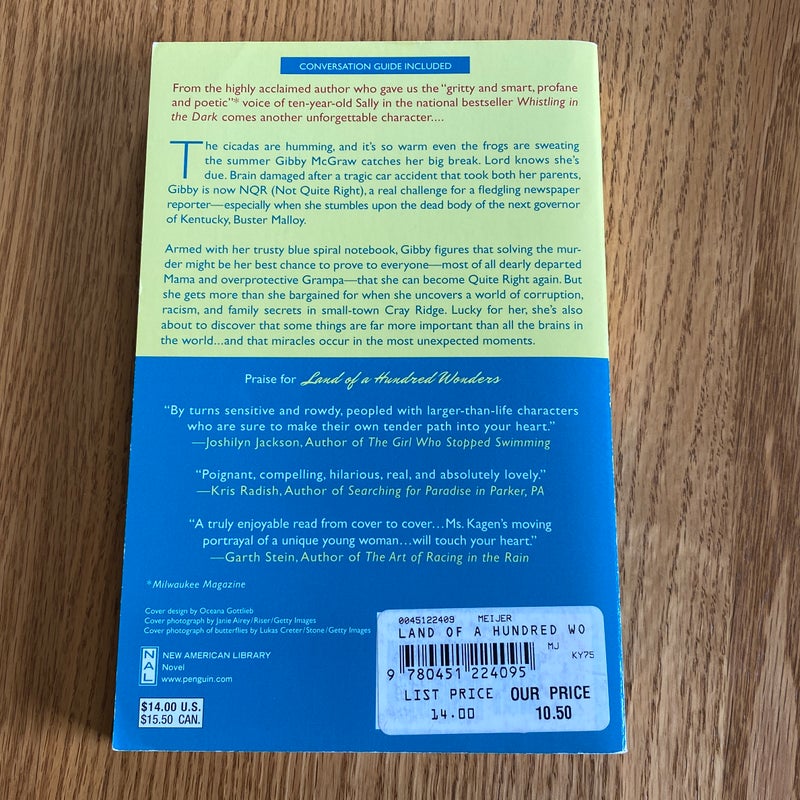 CONVERSATION GUIDE INCLUDED
From the highly acclaimed author who gave us the "gritty and smart, profane
and poetic"* voice of ten-year-old Sally in the national bestseller Whistling in
the Dark comes another unforgettable character....
The cicadas are humming, and it's so warm even the frogs are sweating
the summer Gibby McGraw catches her big break. Lord knows she's
due. Brain damaged after a tragic car accident that took both her parents,
Gibby is now NQR (Not Quite Right), a real challenge for a fledgling newspaper
reporter—especially when she stumbles upon the dead body of the next governor
of Kentucky, Buster Malloy.
Armed with her trusty blue spiral notebook, Gibby figures that solving the mur-
der might be her best chance to prove to everyone—most of all dearly departed
Mama and overprotective Grampa—that she can become Quite Right again. But
she gets more than she bargained for when she uncovers a world of corruption,
racism, and family secrets in small-town Cray Ridge. Lucky for her, she's also
about to discover that some things are far more important than all the brains in
the world...and that miracles occur in the most unexpected moments.
Praise for Land of a Hundred Wonders
"By turns sensitive and rowdy, peopled with larger-than-life characters
who are sure to make their own tender path into your heart."
—Joshilyn Jackson, Author of The Girl Who Stopped Swimming
"Poignant, compelling, hilarious, real, and absolutely lovely."
—Kris Radish, Author of Searching for Paradise in Parker, PA
"A truly enjoyable read from cover to cover...Ms. Kagen's moving
portrayal of a unique young woman...will touch your heart."
—Garth Stein, Author of The Art of Racing in the Rain
*Milwaukee Magazine
Cover design by Oceana Gottlieb
Cover photograph by Janie Airey/Riser/Getty Images
Cover photograph of butterflies by Lukas Creter/Stone/Getty Images
NAL
NEW AMERICAN LIBRARY
Novel
www.penguin.com
$14.00 U.S.
$15.50 CAN.
0045122409 MEIJER
LAND OF A HUNDRED WO
MJ KY75
9 780451 224095
LIST PRICE OUR PRICE
14.00 10.50